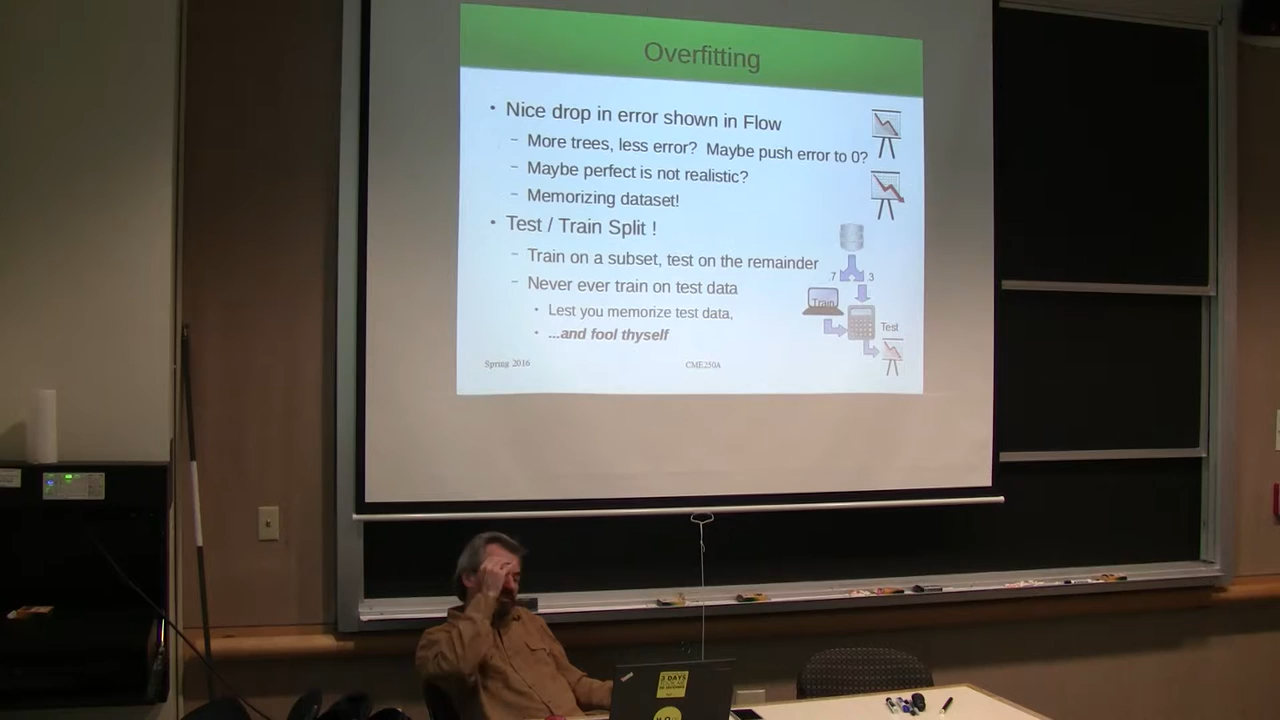 Overfitting
• Nice drop in error shown in Flow
– More trees, less error? Maybe push error to 0?
– Maybe perfect is not realistic?
– Memorizing dataset!
• Test / Train Split !
– Train on a subset, test on the remainder
.7 .3
– Never ever train on test data
Train
• Lest you memorize test data,
Test
• ...and fool thyself
Spring 2016 CME250A
3 DAYS